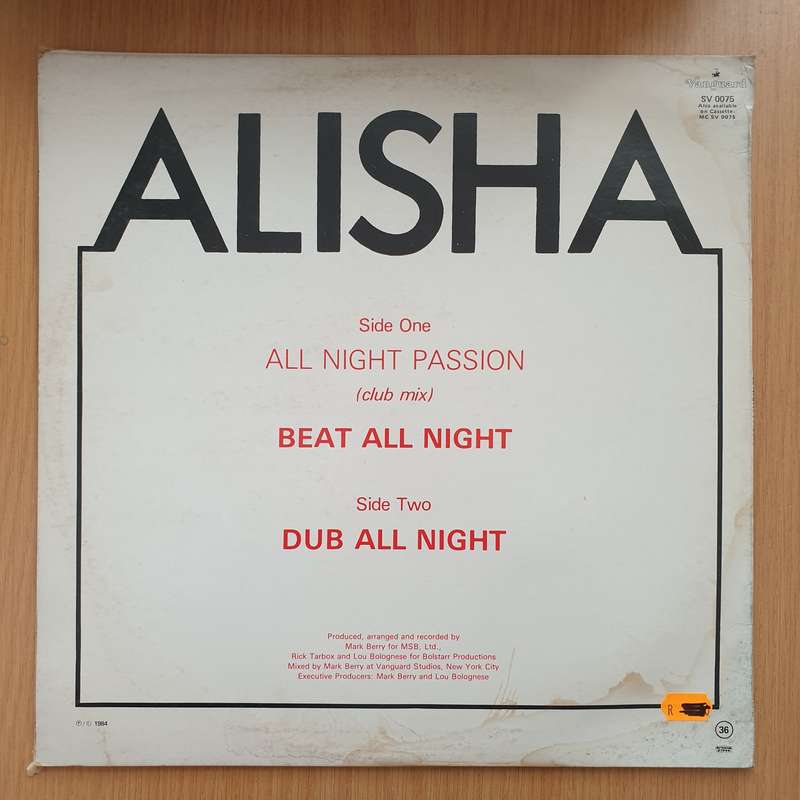 Vanguard
SV 0075
Also available
on Cassette:
MC SV 0075
ALISHA
Side One
ALL NIGHT PASSION
(club mix)
BEAT ALL NIGHT
Side Two
DUB ALL NIGHT
Produced, arranged and recorded by
Mark Berry for MSB, Ltd.,
Rick Tarbox and Lou Bolognese for Bolstarr Productions
Mixed by Mark Berry at Vanguard Studios, New York City
Executive Producers: Mark Berry and Lou Bolognese
R
℗/© 1984
36